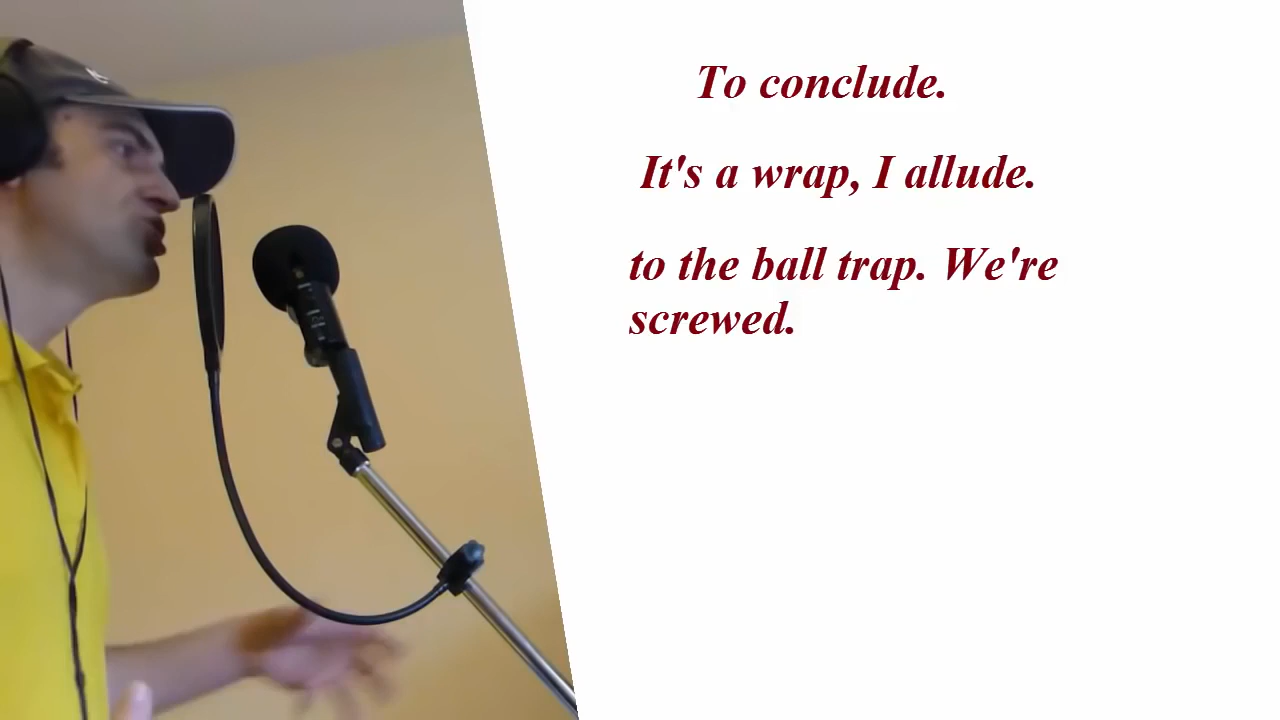 To conclude.
It's a wrap, I allude.
to the ball trap. We're
screwed.